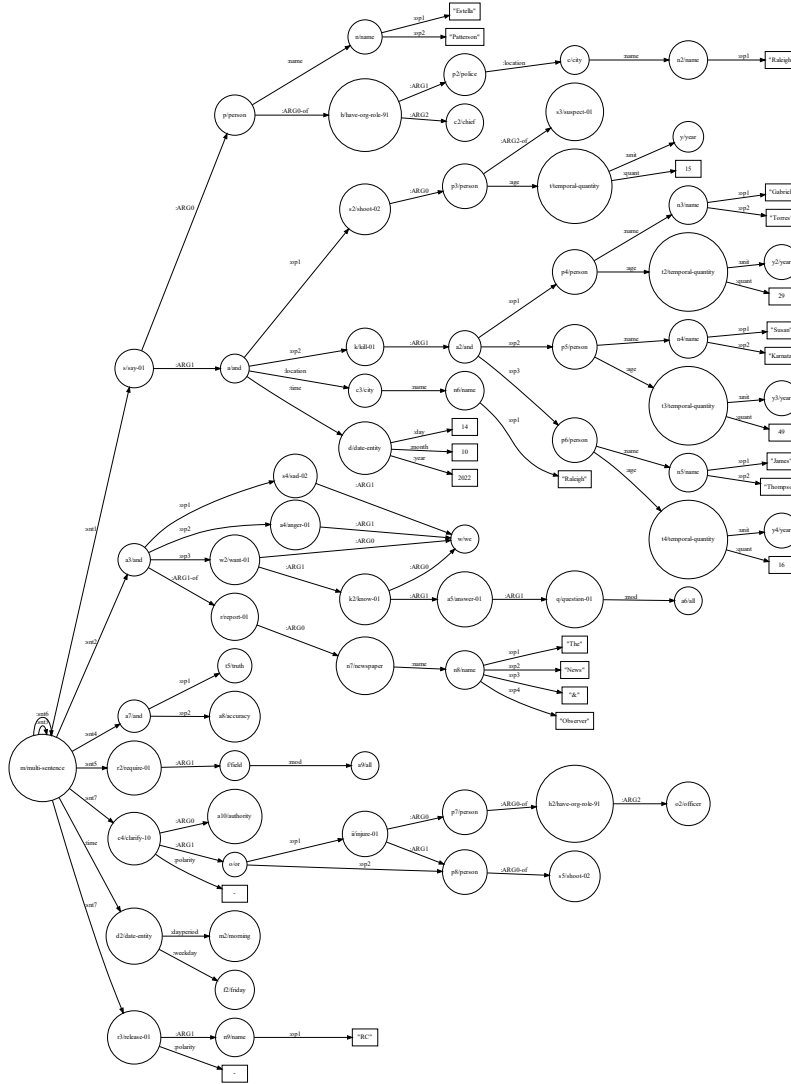 "Estella"
:op1
n/name
:op2
"Patterson"
:name
p2/police
:location
c/city
:name
n2/name
:op1
"Raleigh
:ARG1
p/person
:ARG0-of
h/have-org-role-91
:ARG2
c2/chief
s3/suspect-01
:ARG2-of
y/year
:unit
:ARG0
s2/shoot-02
:ARG0
p3/person
:age
t/temporal-quantity
:quant
15
:op1
"Gabriel
n3/name
:op2
"Torres"
:name
:op1
p4/person
:age
t2/temporal-quantity
:unit
y2/year
:quant
29
:op1
s/say-01
:ARG1
a/and
:op2
k/kill-01
:ARG1
a2/and
:op2
p5/person
:name
n4/name
:op1
"Susan"
:op2
"Karnatz
:location
c3/city
:name
n6/name
:op3
:age
t3/temporal-quantity
:unit
y3/year
:quant
49
:time
d/date-entity
:day
14
:month
10
:year
2022
:op1
"Raleigh"
p6/person
:name
n5/name
:op1
"James"
:op2
"Thompso
:age
t4/temporal-quantity
:unit
y4/year
:quant
16
:snt1
s4/sad-02
:ARG1
:op1
a4/anger-01
:ARG1
w/we
:op2
a3/and
:op3
w2/want-01
:ARG0
:ARG1
k2/know-01
:ARG0
:ARG1
a5/answer-01
:ARG1
q/question-01
:mod
a6/all
:ARG1-of
r/report-01
:ARG0
n7/newspaper
:name
n8/name
:op1
"The"
:op2
"News"
:op3
"&"
:op4
"Observer"
:snt2
t5/truth
:op1
a7/and
:op2
a8/accuracy
:snt6
:snt4
m/multi-sentence
:snt5
r2/require-01
:ARG1
f/field
:mod
a9/all
:snt7
c4/clarify-10
:ARG0
a10/authority
:ARG1
o/or
:op1
ii/injure-01
:ARG0
p7/person
:ARG0-of
h2/have-org-role-91
:ARG2
o2/officer
:ARG1
:op2
p8/person
:ARG0-of
s5/shoot-02
:polarity
-
:time
d2/date-entity
:dayperiod
m2/morning
:weekday
f2/friday
:snt7
r3/release-01
:ARG1
n9/name
:op1
"RC"
:polarity
-